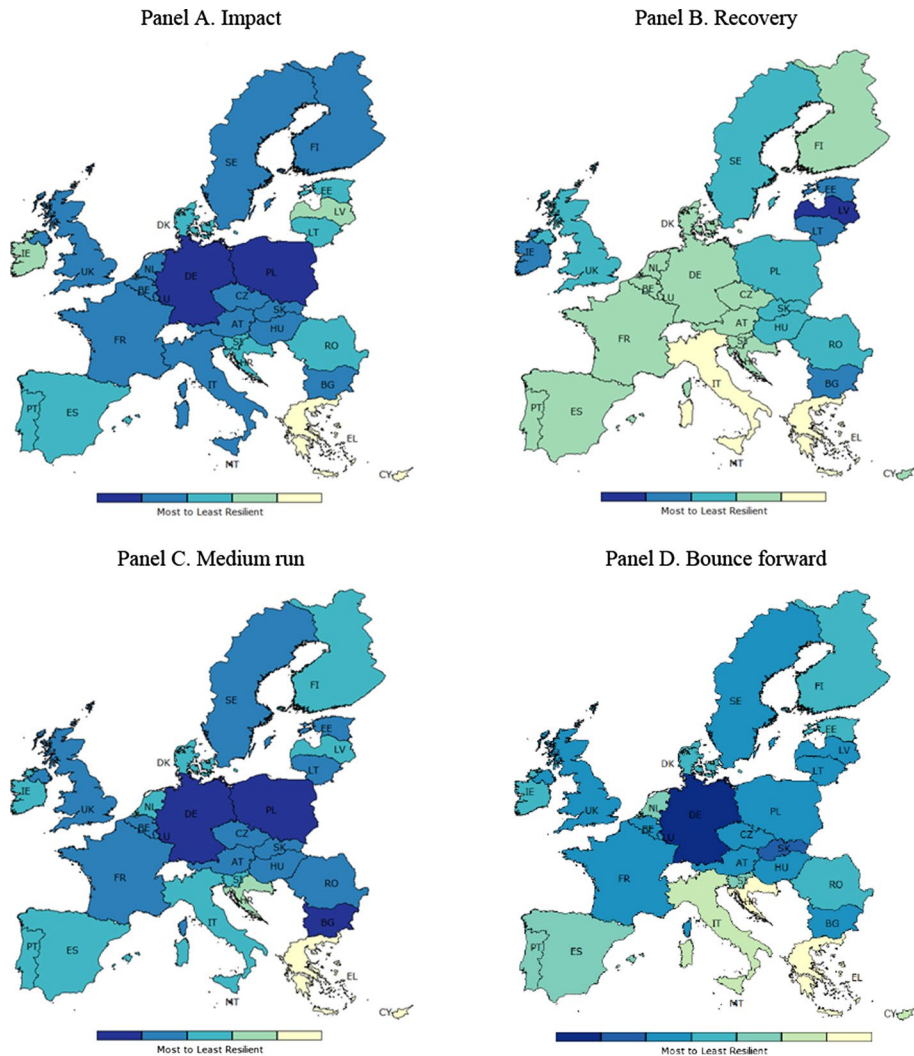 Panel A. Impact
Panel B. Recovery
SE
FI
EE
LV
LT
DK
IE
UK
NL
BE
LU
DE
PL
CZ
SK
AT
HU
FR
RO
HR
BG
IT
PT
ES
EL
MT
CY
Most to Least Resilient
SE
FI
EE
LV
LT
DK
IE
UK
NL
BE
LU
DE
PL
CZ
SK
AT
HU
FR
RO
HR
BG
IT
PT
ES
EL
MT
CY
Most to Least Resilient
Panel C. Medium run
Panel D. Bounce forward
SE
FI
EE
LV
LT
DK
IE
UK
NL
BE
LU
DE
PL
CZ
SK
AT
HU
FR
RO
HR
BG
IT
PT
ES
EL
MT
CY
Most to Least Resilient
SE
FI
EE
LV
LT
DK
IE
UK
NL
BE
LU
DE
PL
CZ
SK
AT
HU
FR
RO
HR
BG
IT
PT
ES
EL
MT
CY
Most to Least Resilient